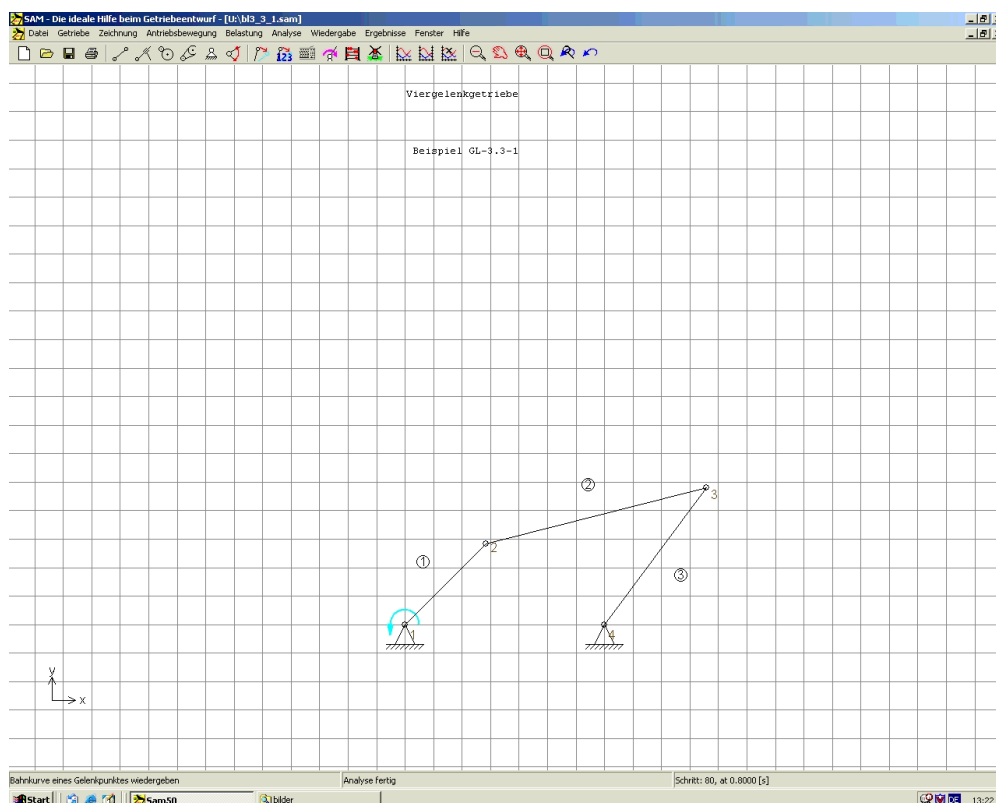 SAM - Die ideale Hilfe beim Getriebeentwurf - [U:\bl3_3_1.sam]
Datei Getriebe Zeichnung Antriebsbewegung Belastung Analyse Wiedergabe Ergebnisse Fenster Hilfe
123
Viergelenkgetriebe
Beispiel GL-3.3-1
2
3
2
1
3
1
4
y
x
Bahnkurve eines Gelenkpunktes wiedergeben
Analyse fertig
Schritt: 80, at 0.8000 [s]
Start
Sam50
bilder
DE
13:22